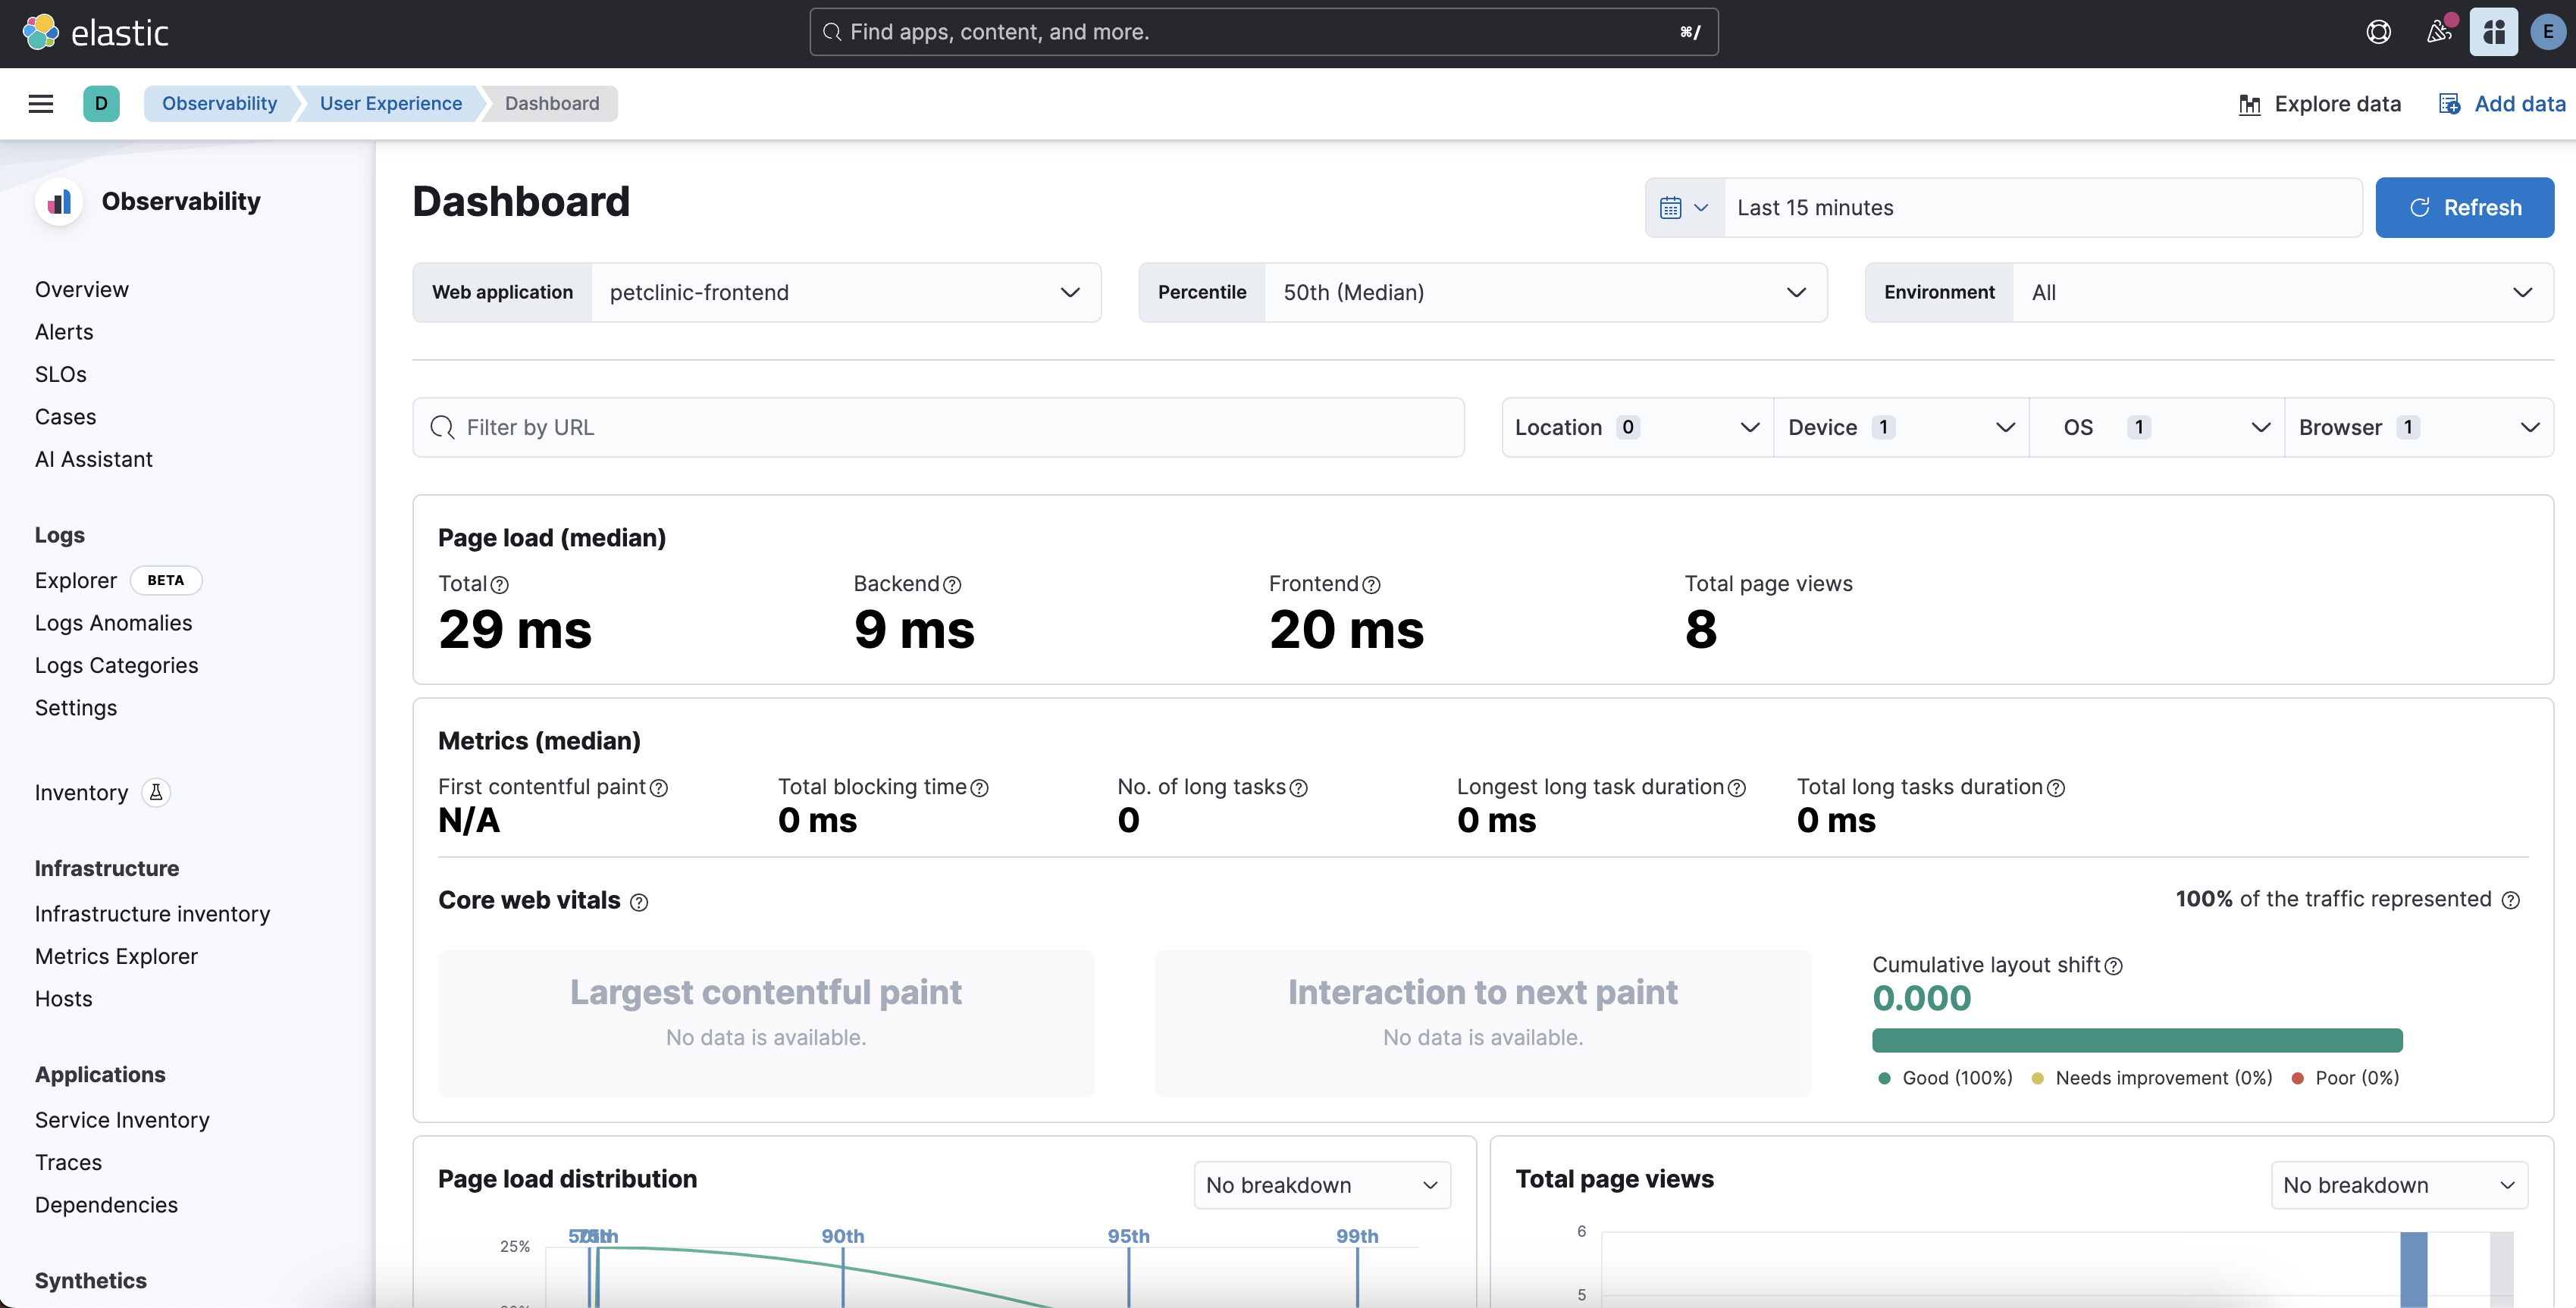 elastic
Find apps, content, and more.
⌘/
E
D
Observability
User Experience
Dashboard
Explore data
Add data
Observability
Overview
Alerts
SLOs
Cases
AI Assistant
Logs
Explorer BETA
Logs Anomalies
Logs Categories
Settings
Inventory
Infrastructure
Infrastructure inventory
Metrics Explorer
Hosts
Applications
Service Inventory
Traces
Dependencies
Synthetics
Dashboard
Last 15 minutes
Refresh
Web application petclinic-frontend
Percentile 50th (Median)
Environment All
Filter by URL
Location 0
Device 1
OS 1
Browser 1
Page load (median)
Total
29 ms
Backend
9 ms
Frontend
20 ms
Total page views
8
Metrics (median)
First contentful paint
N/A
Total blocking time
0 ms
No. of long tasks
0
Longest long task duration
0 ms
Total long tasks duration
0 ms
Core web vitals
100% of the traffic represented
Largest contentful paint
No data is available.
Interaction to next paint
No data is available.
Cumulative layout shift
0.000
Good (100%) Needs improvement (0%) Poor (0%)
Page load distribution
No breakdown
90th
95th
99th
25%
Total page views
No breakdown
6
5